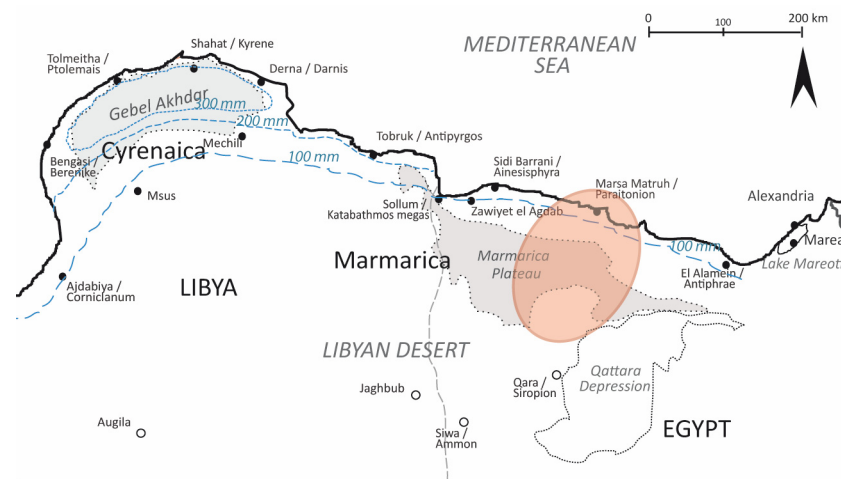 0 100 200 km
MEDITERRANEAN
SEA
Shahat / Kyrene
Tolmeitha /
Ptolemais
Derna / Darnis
Gebel Akhdar
300 mm
200 mm
Mechili
Cyrenaica
100 mm
Bengasi /
Berenike
Msus
Tobruk / Antipyrgos
Sidi Barrani /
Ainesisphyra
Marsa Matruh /
Paraitonion
Alexandria
Sollum /
Katabathmos megas
Zawiyet el Agdab
Marea
100 mm
Lake Mareotis
Marmarica
Marmarica
Plateau
El Alamein /
Antiphrae
Ajdabiya /
Corniclanum
LIBYA
LIBYAN DESERT
Qara /
Siropion
Qattara
Depression
Jaghbub
Augila
Siwa /
Ammon
EGYPT